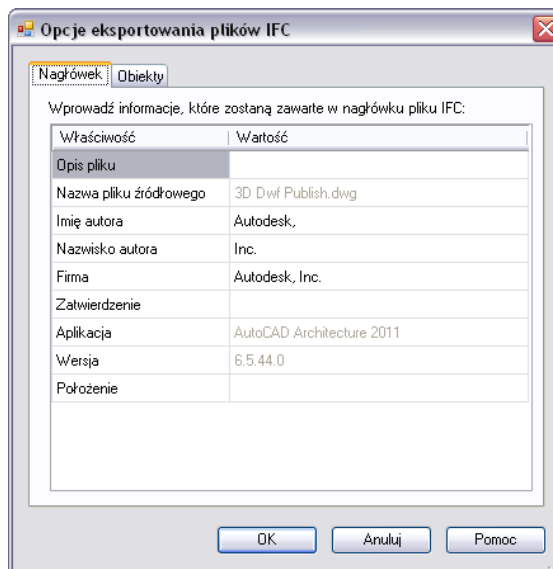 Opcje eksportowania plików IFC
Nagłówek Obiekty
Wprowadź informacje, które zostaną zawarte w nagłówku pliku IFC:
Właściwość Wartość
Opis pliku
Nazwa pliku źródłowego 3D Dwf Publish.dwg
Imię autora Autodesk,
Nazwisko autora Inc.
Firma Autodesk, Inc.
Zatwierdzenie
Aplikacja AutoCAD Architecture 2011
Wersja 6.5.44.0
Położenie
OK Anuluj Pomoc